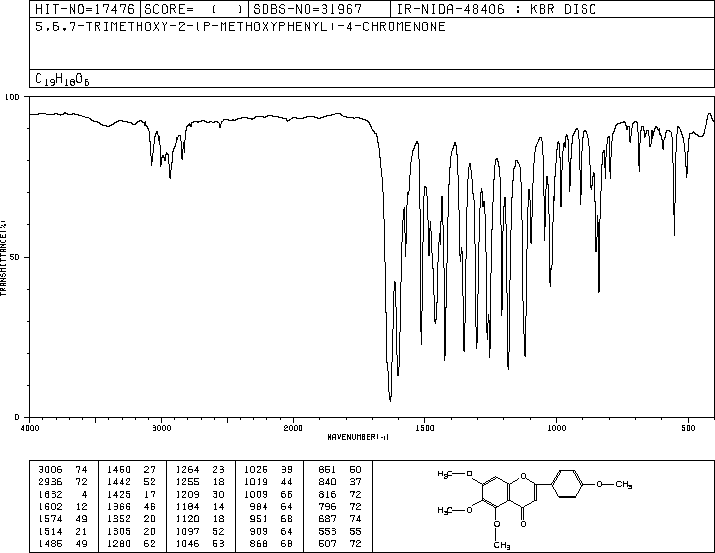 HIT-NO=17476 SCORE= ( ) SDBS-NO=31967 IR-NIDA-48406 : KBR DISC
5,6,7-TRIMETHOXY-2-(P-METHOXYPHENYL)-4-CHROMENONE
C19H18O6
100
50
0
TRANSMITTANCE(%)
4000 3000 2000 1500 1000 500
WAVENUMBER(-1)
3006 74 1460 27 1264 23 1026 39 851 50
2936 72 1442 52 1255 18 1019 44 840 37
1632 4 1425 17 1209 30 1009 66 816 72
1602 12 1366 46 1184 14 984 64 796 72
1574 49 1352 20 1120 18 951 68 687 74
1514 21 1305 20 1097 52 909 64 553 55
1486 49 1280 62 1046 53 868 68 507 72
H3C O
O
H3C O
O
O CH3
H3C O
O
CH3